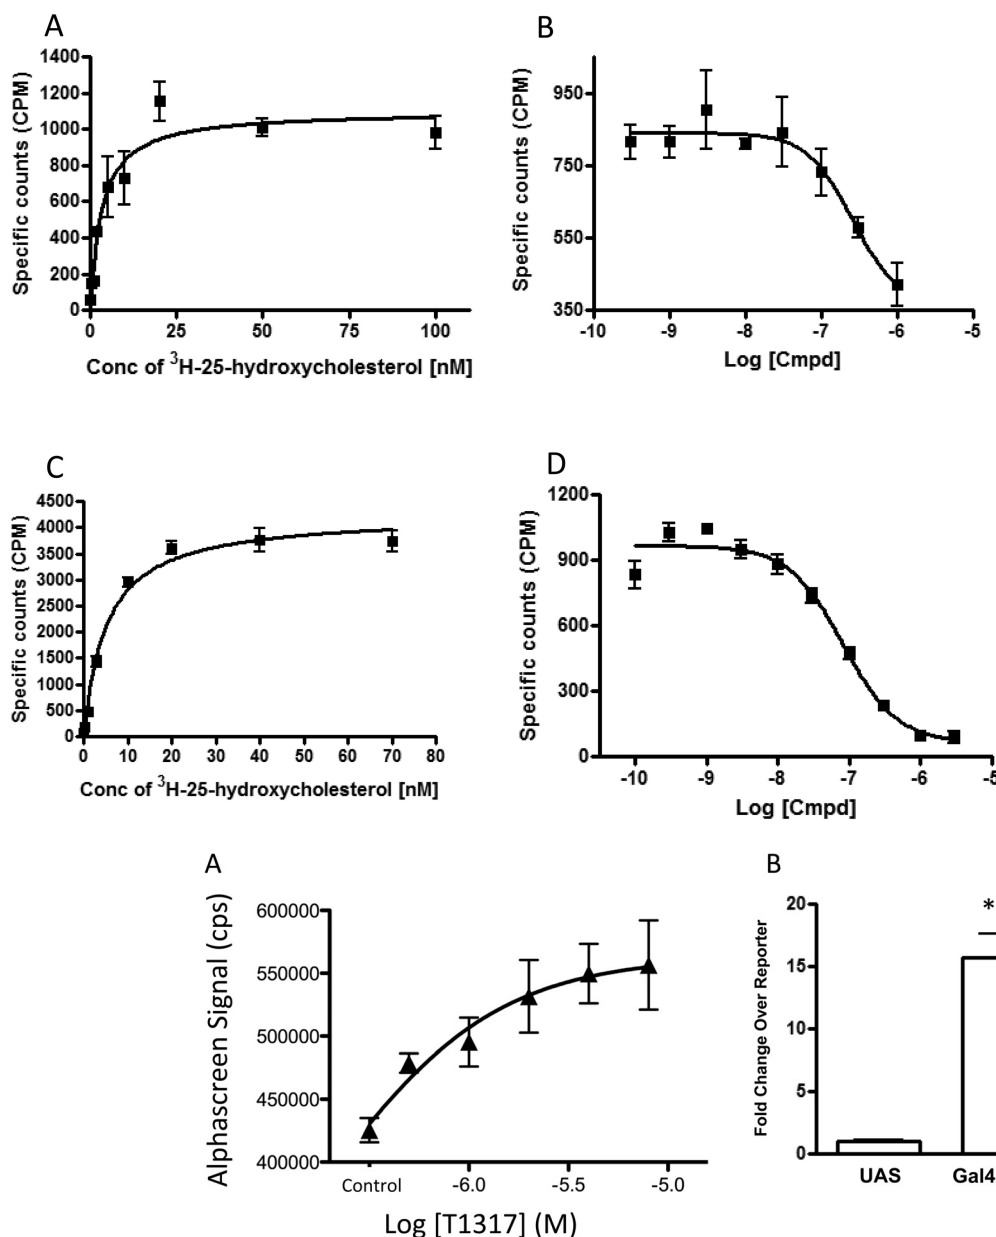 A
Specific counts (CPM)
1400
1200
1000
800
600
400
200
0
0 25 50 75 100
Conc of ³H-25-hydroxycholesterol [nM]
B
Specific counts (CPM)
950
750
550
350
-10 -9 -8 -7 -6 -5
Log [Cmpd]
C
Specific counts (CPM)
4500
4000
3500
3000
2500
2000
1500
1000
500
0
0 10 20 30 40 50 60 70 80
Conc of ³H-25-hydroxycholesterol [nM]
D
Specific counts (CPM)
1200
900
600
300
0
-10 -9 -8 -7 -6 -5
Log [Cmpd]
A
Alphascreen Signal (cps)
600000
550000
500000
450000
400000
Control -6.0 -5.5 -5.0
Log [T1317] (M)
B
Fold Change Over Reporter
20
15
10
5
0
*
UAS Gal4